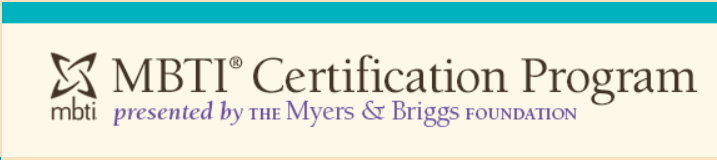 MBTI® Certification Program
mbti
presented by THE Myers & Briggs FOUNDATION